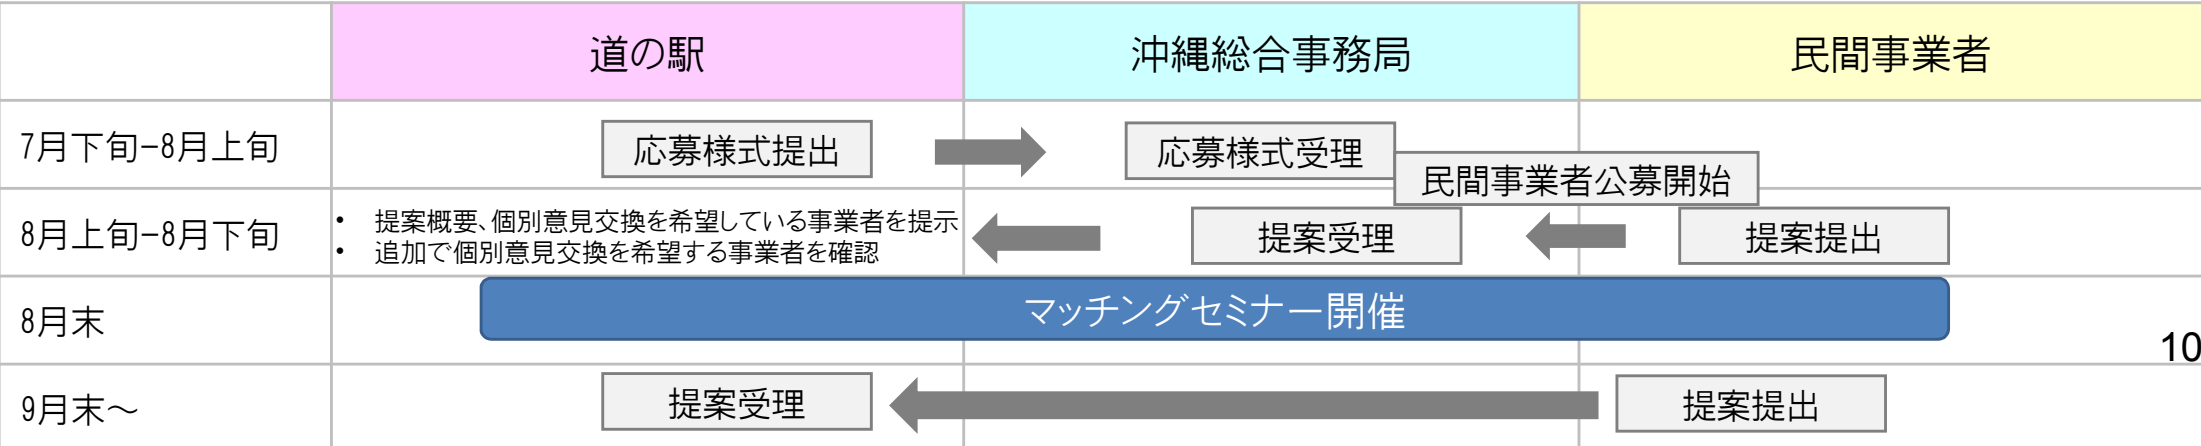 道の駅
沖縄総合事務局
民間事業者
7月下旬−8月上旬
応募様式提出
応募様式受理
民間事業者公募開始
8月上旬−8月下旬
• 提案概要、個別意見交換を希望している事業者を提示
• 追加で個別意見交換を希望する事業者を確認
提案受理
提案提出
8月末
マッチングセミナー開催
10
9月末～
提案受理
提案提出